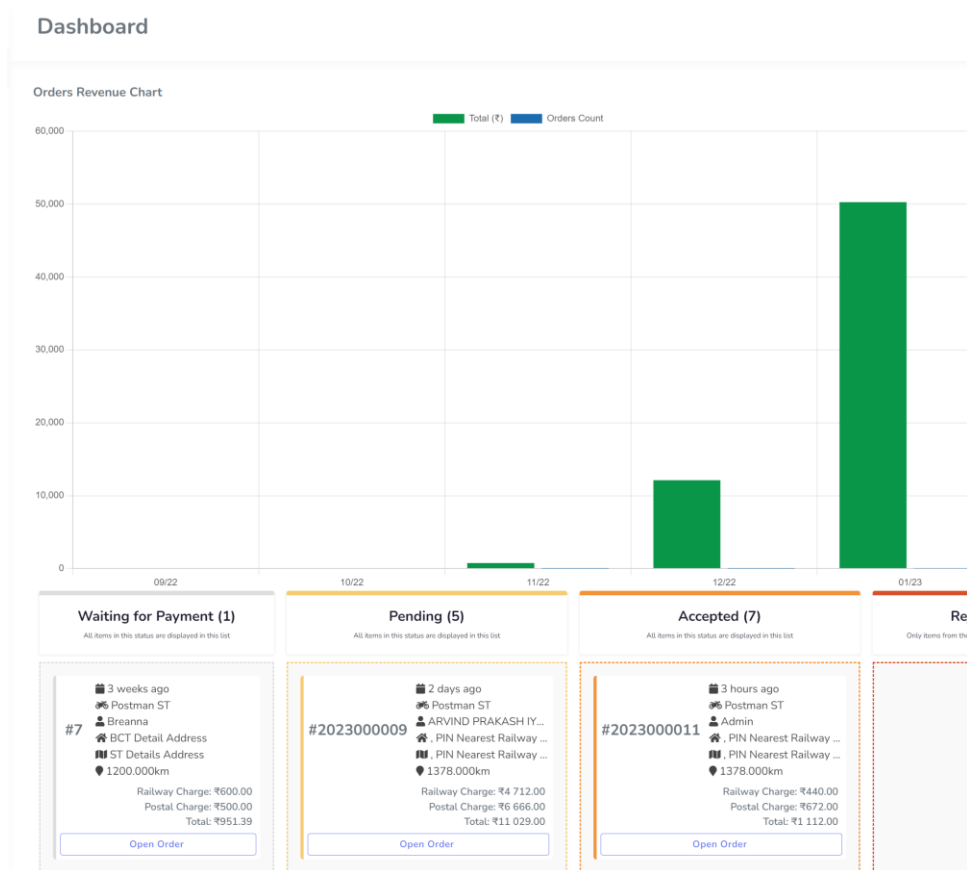 Dashboard
Orders Revenue Chart
Total (₹) Orders Count
60,000
50,000
40,000
30,000
20,000
10,000
0
09/22 10/22 11/22 12/22 01/23
Waiting for Payment (1)
All items in this status are displayed in this list
#7
3 weeks ago
Postman ST
Breanna
BCT Detail Address
ST Details Address
1200.000km
Railway Charge: ₹600.00
Postal Charge: ₹500.00
Total: ₹951.39
Open Order
Pending (5)
All items in this status are displayed in this list
#2023000009
2 days ago
Postman ST
ARVIND PRAKASH IY...
, PIN Nearest Railway ...
, PIN Nearest Railway ...
1378.000km
Railway Charge: ₹4 712.00
Postal Charge: ₹6 666.00
Total: ₹11 029.00
Open Order
Accepted (7)
All items in this status are displayed in this list
#2023000011
3 hours ago
Postman ST
Admin
, PIN Nearest Railway ...
, PIN Nearest Railway ...
1378.000km
Railway Charge: ₹440.00
Postal Charge: ₹672.00
Total: ₹1 112.00
Open Order
Re
Only items from the